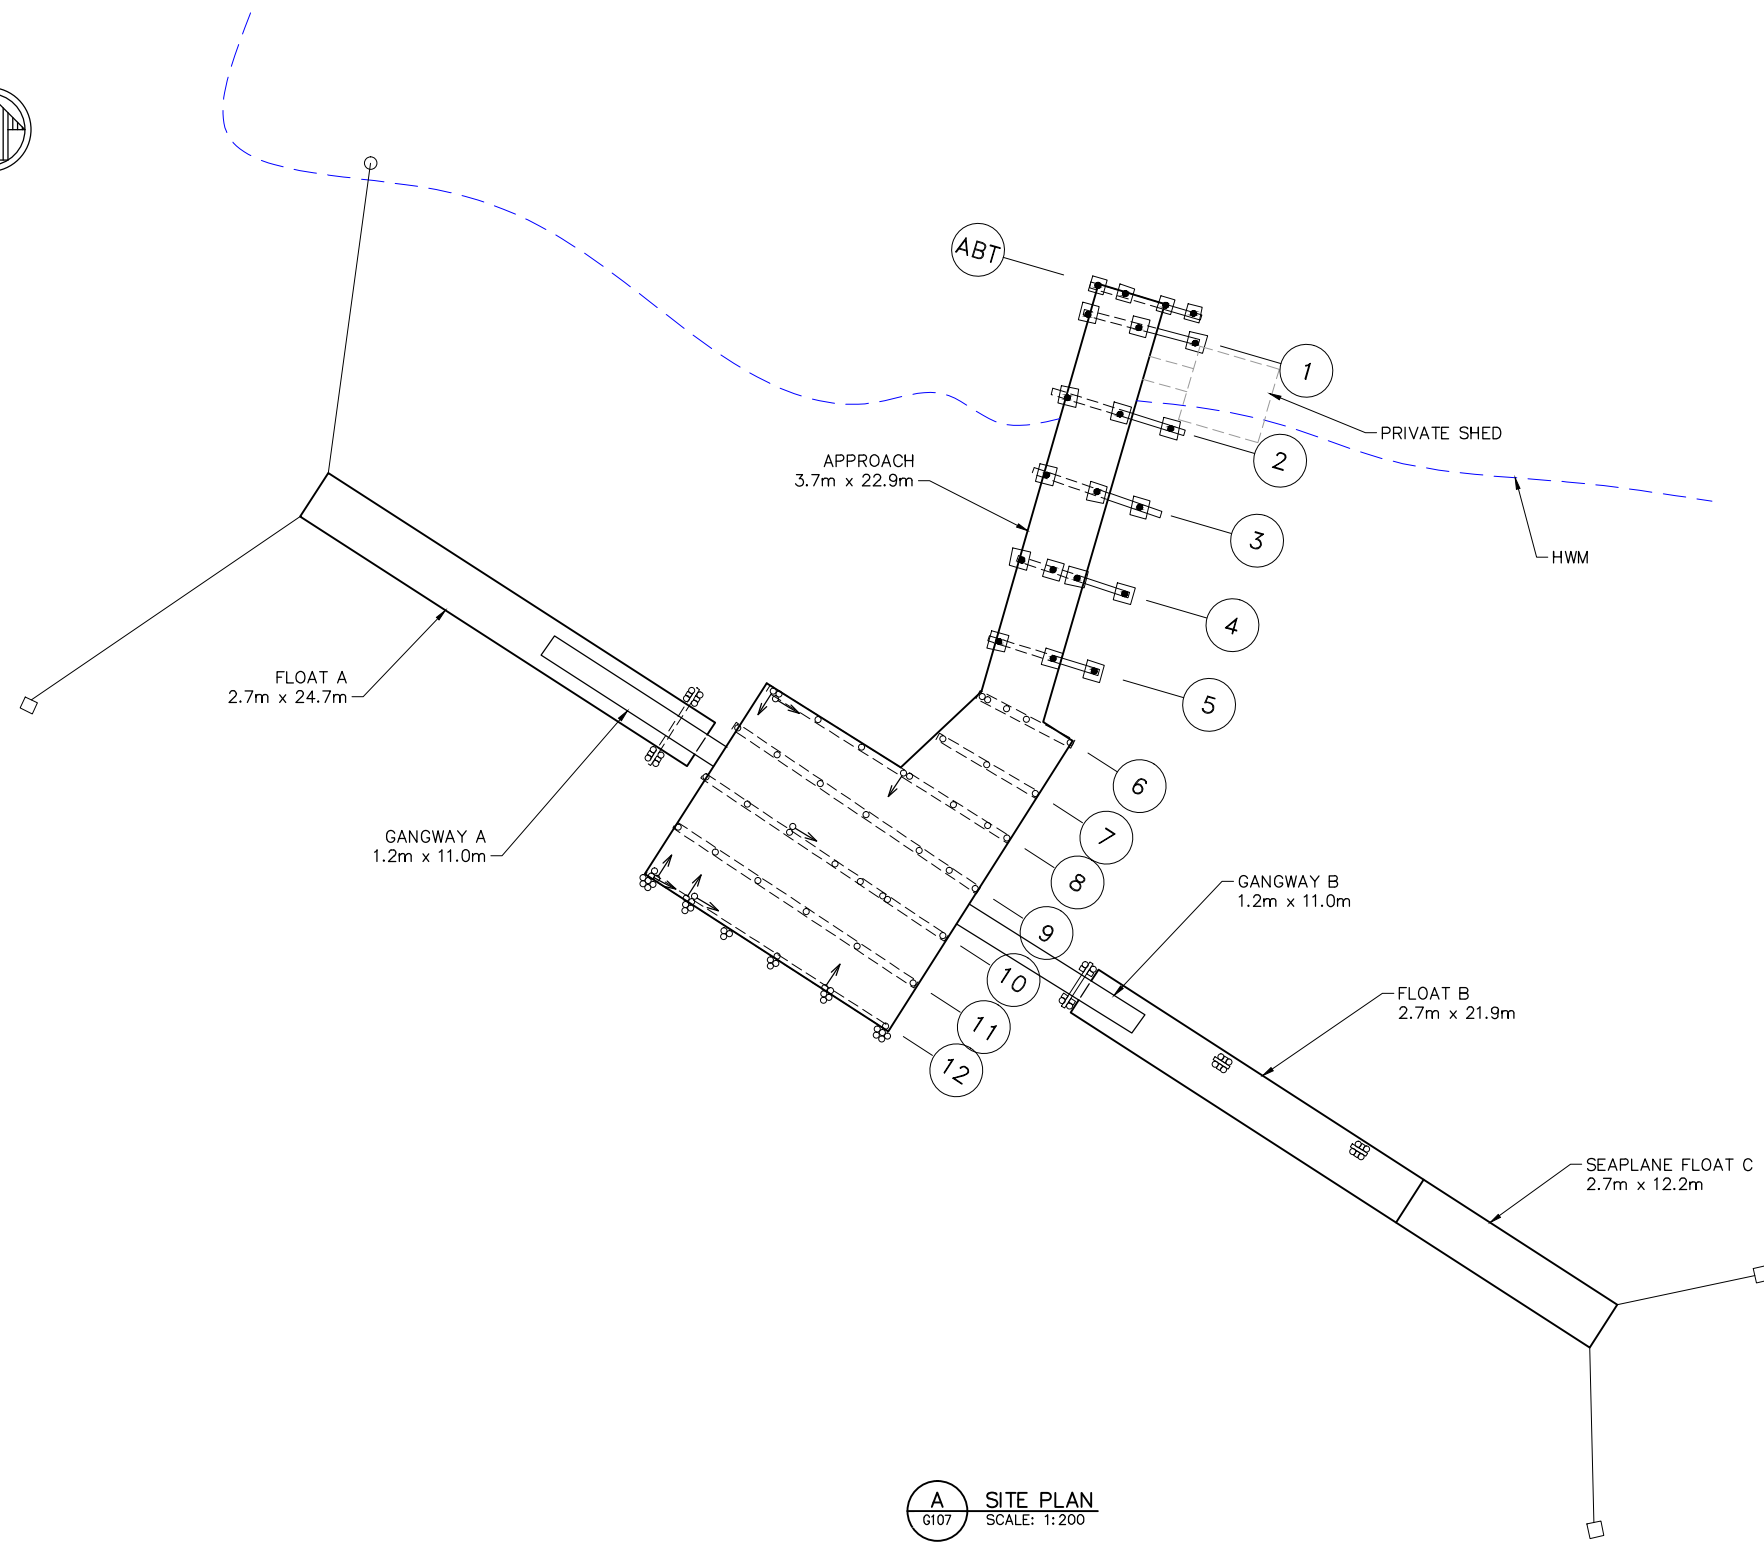 ABT
1
PRIVATE SHED
2
APPROACH
3.7m x 22.9m
3
HWM
4
FLOAT A
2.7m x 24.7m
5
6
GANGWAY A
1.2m x 11.0m
7
8
GANGWAY B
1.2m x 11.0m
9
10
FLOAT B
2.7m x 21.9m
11
12
SEAPLANE FLOAT C
2.7m x 12.2m
A
G107
SITE PLAN
SCALE: 1:200